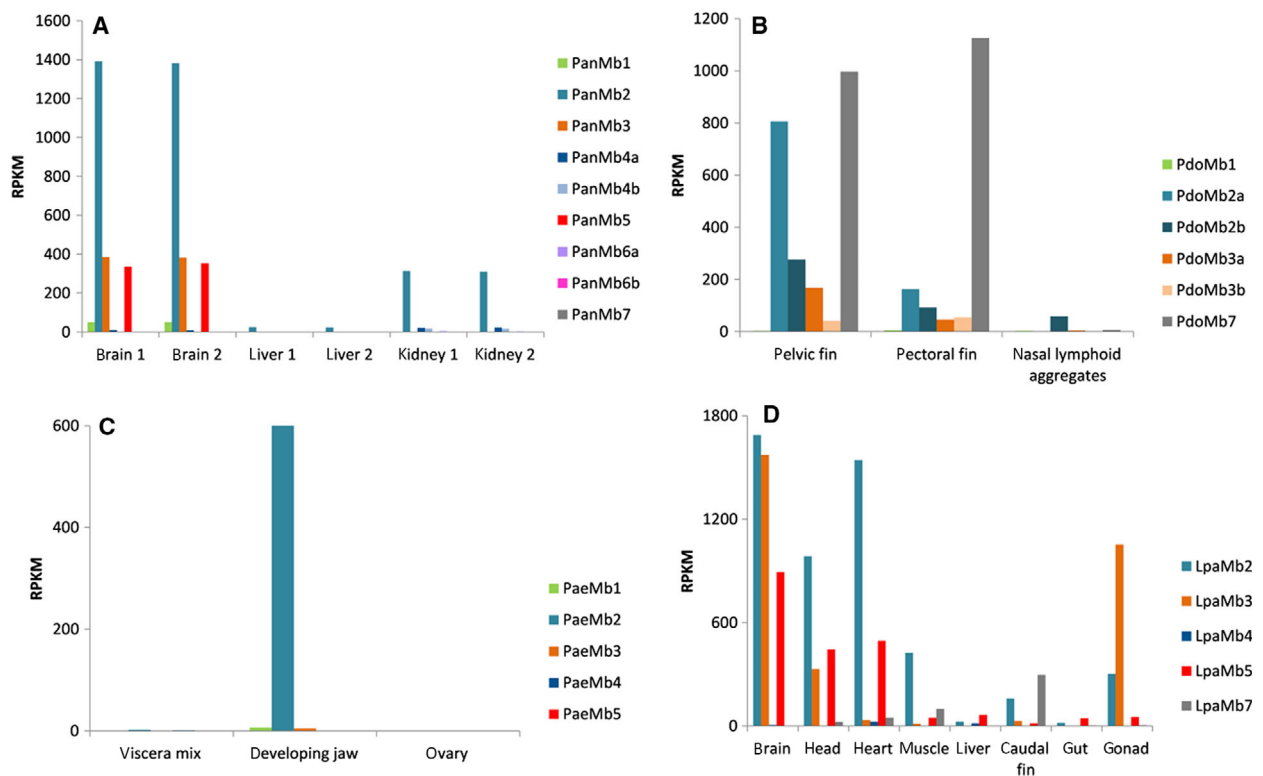 A
1600
1400
1200
1000
800
600
400
200
0
RPKM
Brain 1
Brain 2
Liver 1
Liver 2
Kidney 1
Kidney 2
PanMb1
PanMb2
PanMb3
PanMb4a
PanMb4b
PanMb5
PanMb6a
PanMb6b
PanMb7
B
1200
1000
800
600
400
200
0
RPKM
Pelvic fin
Pectoral fin
Nasal lymphoid
aggregates
PdoMb1
PdoMb2a
PdoMb2b
PdoMb3a
PdoMb3b
PdoMb7
C
600
400
200
0
RPKM
Viscera mix
Developing jaw
Ovary
PaeMb1
PaeMb2
PaeMb3
PaeMb4
PaeMb5
D
1800
1200
600
0
RPKM
Brain
Head
Heart
Muscle
Liver
Caudal
fin
Gut
Gonad
LpaMb2
LpaMb3
LpaMb4
LpaMb5
LpaMb7